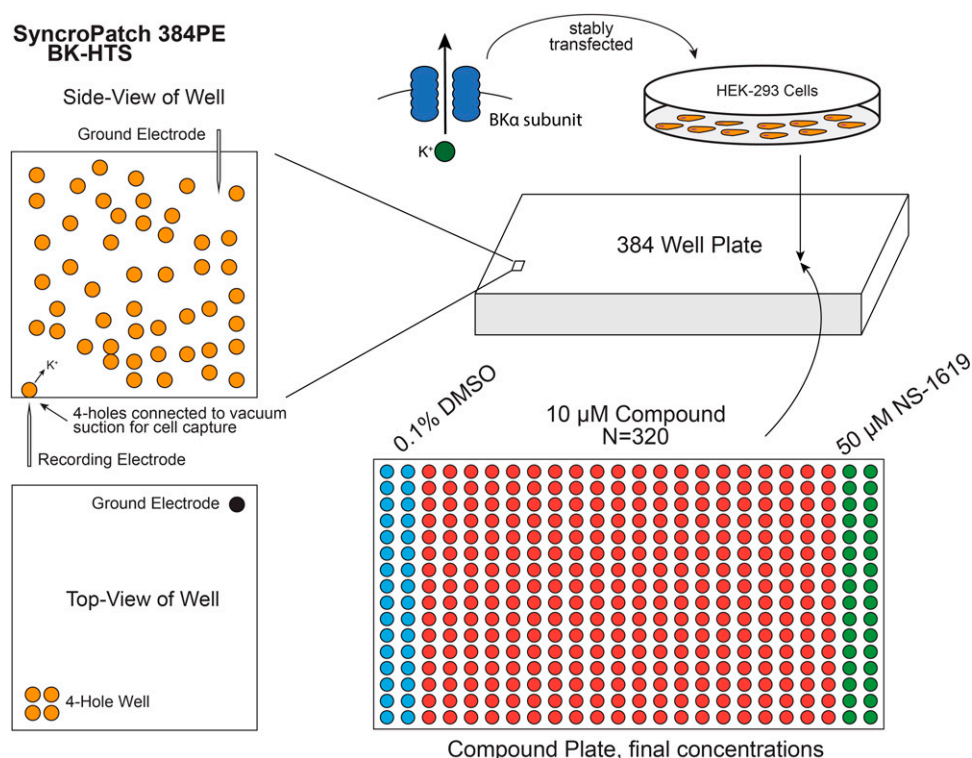 SyncroPatch 384PE
BK-HTS
Side-View of Well
Ground Electrode
K⁺
4-holes connected to vacuum
suction for cell capture
Recording Electrode
Ground Electrode
Top-View of Well
4-Hole Well
stably
transfected
BKα subunit
K⁺
HEK-293 Cells
384 Well Plate
0.1% DMSO
10 µM Compound
N=320
50 µM NS-1619
Compound Plate, final concentrations